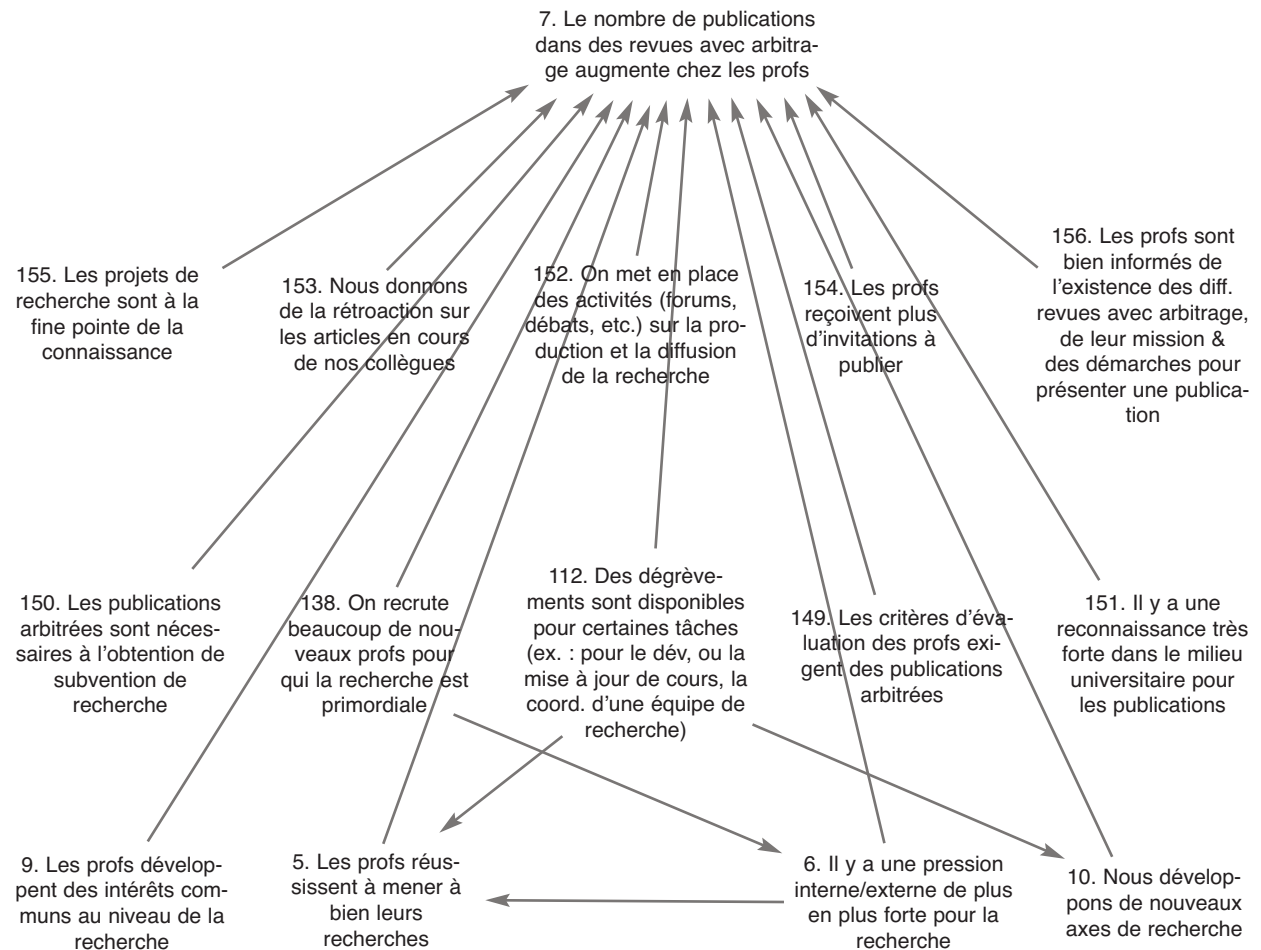 7. Le nombre de publications
dans des revues avec arbitra-
ge augmente chez les profs
155. Les projets de
recherche sont à la
fine pointe de la
connaissance
153. Nous donnons
de la rétroaction sur
les articles en cours
de nos collègues
152. On met en place
des activités (forums,
débats, etc.) sur la pro-
duction et la diffusion
de la recherche
154. Les profs
reçoivent plus
d'invitations à
publier
156. Les profs sont
bien informés de
l'existence des diff.
revues avec arbitrage,
de leur mission &
des démarches pour
présenter une publica-
tion
150. Les publications
arbitrées sont néces-
saires à l'obtention de
subvention de
recherche
138. On recrute
beaucoup de nou-
veaux profs pour
qui la recherche est
primordiale
112. Des dégrève-
ments sont disponibles
pour certaines tâches
(ex. : pour le dév, ou la
mise à jour de cours, la
coord. d'une équipe de
recherche)
149. Les critères d'éva-
luation des profs exi-
gent des publications
arbitrées
151. Il y a une
reconnaissance très
forte dans le milieu
universitaire pour
les publications
9. Les profs dévelop-
pent des intérêts com-
muns au niveau de la
recherche
5. Les profs réus-
sissent à mener à
bien leurs
recherches
6. Il y a une pression
interne/externe de plus
en plus forte pour la
recherche
10. Nous dévelop-
pons de nouveaux
axes de recherche